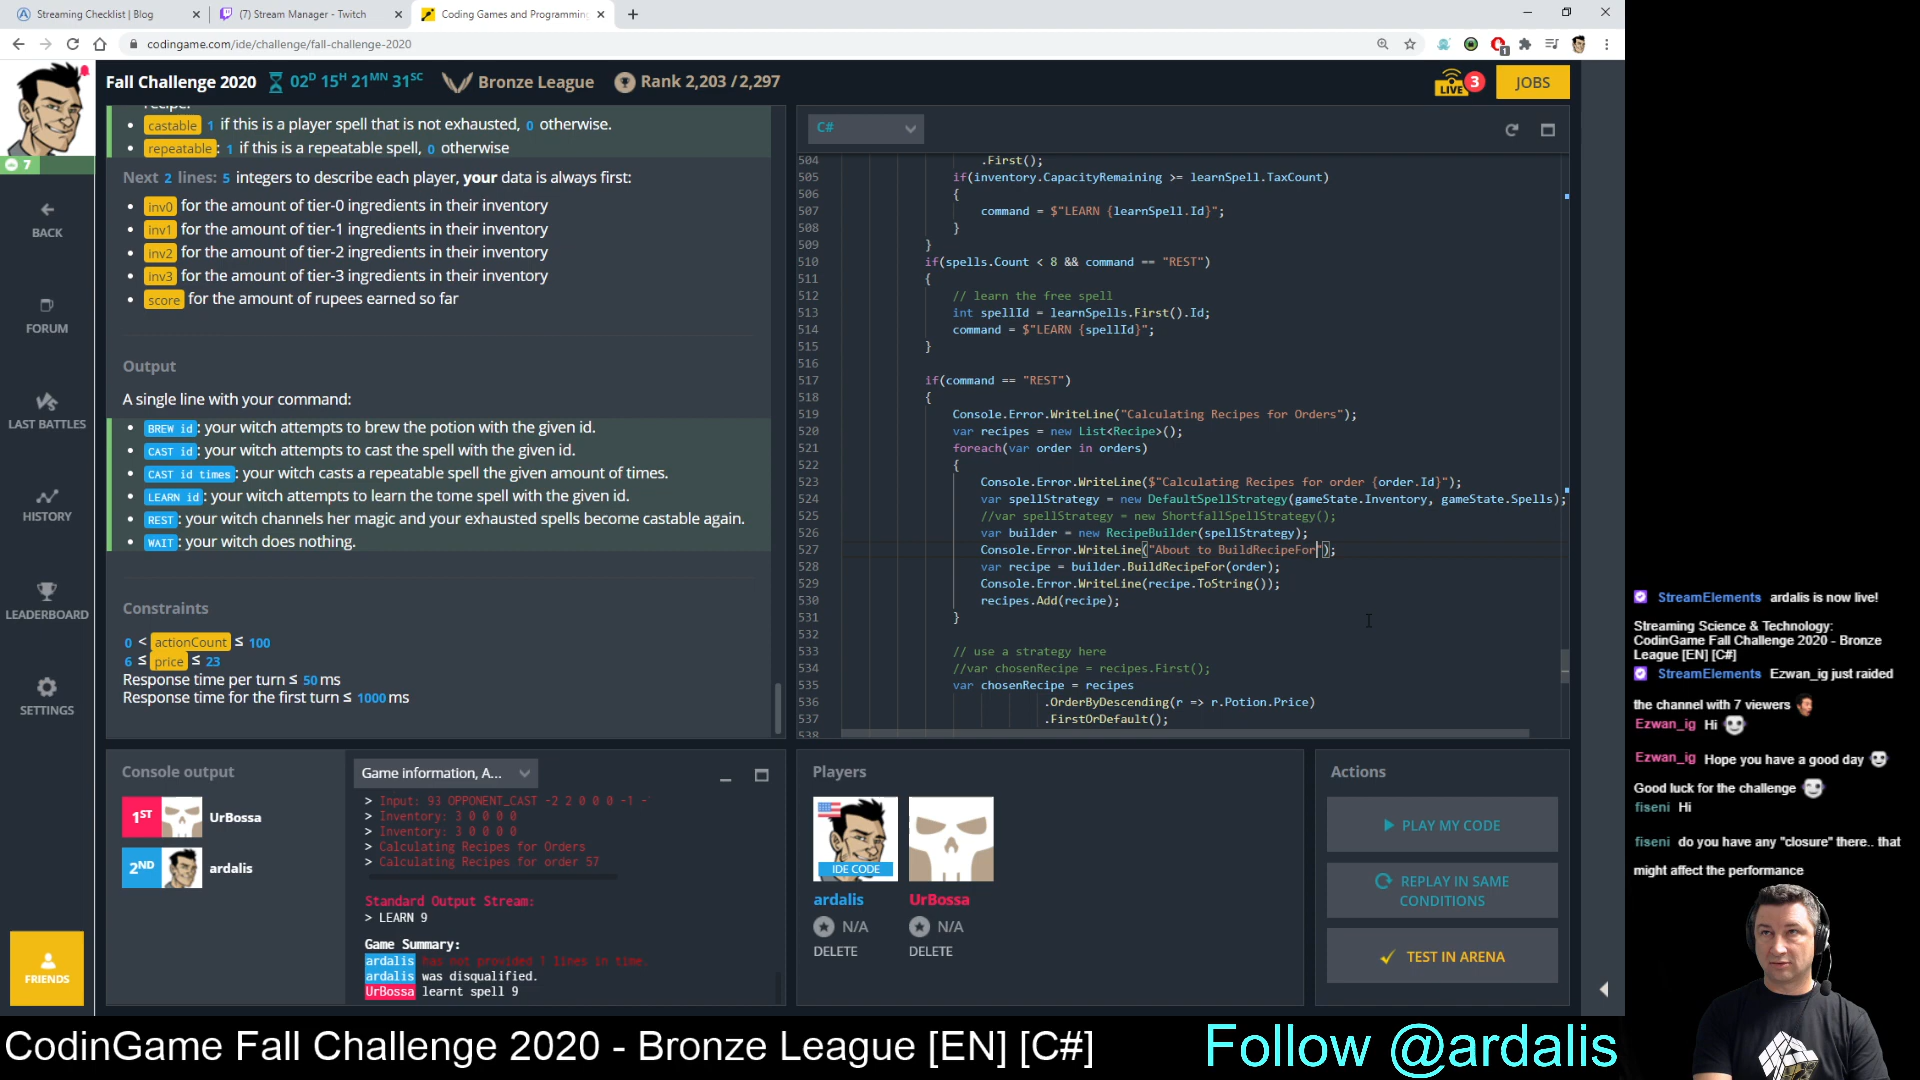 Streaming Checklist | Blog
(7) Stream Manager - Twitch
Coding Games and Programming
codingame.com/ide/challenge/fall-challenge-2020
Fall Challenge 2020 02D 15H 21MN 31SC Bronze League Rank 2,203 / 2,297
LIVE 3 JOBS
7
BACK
FORUM
LAST BATTLES
HISTORY
LEADERBOARD
SETTINGS
FRIENDS
recipe.
castable 1 if this is a player spell that is not exhausted, 0 otherwise.
repeatable: 1 if this is a repeatable spell, 0 otherwise
Next 2 lines: 5 integers to describe each player, your data is always first:
inv0 for the amount of tier-0 ingredients in their inventory
inv1 for the amount of tier-1 ingredients in their inventory
inv2 for the amount of tier-2 ingredients in their inventory
inv3 for the amount of tier-3 ingredients in their inventory
score for the amount of rupees earned so far
Output
A single line with your command:
BREW id: your witch attempts to brew the potion with the given id.
CAST id: your witch attempts to cast the spell with the given id.
CAST id times: your witch casts a repeatable spell the given amount of times.
LEARN id: your witch attempts to learn the tome spell with the given id.
REST: your witch channels her magic and your exhausted spells become castable again.
WAIT: your witch does nothing.
Constraints
0 < actionCount ≤ 100
6 ≤ price ≤ 23
Response time per turn ≤ 50 ms
Response time for the first turn ≤ 1000 ms
C#
504 .First();
505 if(inventory.CapacityRemaining >= learnSpell.TaxCount)
506 {
507 command = $"LEARN {learnSpell.Id}";
508 }
509 }
510 if(spells.Count < 8 && command == "REST")
511 {
512 // learn the free spell
513 int spellId = learnSpells.First().Id;
514 command = $"LEARN {spellId}";
515 }
516
517 if(command == "REST")
518 {
519 Console.Error.WriteLine("Calculating Recipes for Orders");
520 var recipes = new List<Recipe>();
521 foreach(var order in orders)
522 {
523 Console.Error.WriteLine($"Calculating Recipes for order {order.Id}");
524 var spellStrategy = new DefaultSpellStrategy(gameState.Inventory, gameState.Spells);
525 //var spellStrategy = new ShortfallSpellStrategy();
526 var builder = new RecipeBuilder(spellStrategy);
527 Console.Error.WriteLine("About to BuildRecipeFor");
528 var recipe = builder.BuildRecipeFor(order);
529 Console.Error.WriteLine(recipe.ToString());
530 recipes.Add(recipe);
531 }
532
533 // use a strategy here
534 //var chosenRecipe = recipes.First();
535 var chosenRecipe = recipes
536 .OrderByDescending(r => r.Potion.Price)
537 .FirstOrDefault();
538
Console output
1ST UrBossa
2ND ardalis
Game information, A...
> Input: 93 OPPONENT_CAST -2 2 0 0 0 -1 -
> Inventory: 3 0 0 0 0
> Inventory: 3 0 0 0 0
> Calculating Recipes for Orders
> Calculating Recipes for order 57
Standard Output Stream:
> LEARN 9
Game Summary:
ardalis has not provided 1 lines in time.
ardalis was disqualified.
UrBossa learnt spell 9
Players
IDE CODE
ardalis UrBossa
N/A N/A
DELETE DELETE
Actions
PLAY MY CODE
REPLAY IN SAME
CONDITIONS
TEST IN ARENA
StreamElements ardalis is now live!
Streaming Science & Technology:
CodinGame Fall Challenge 2020 - Bronze
League [EN] [C#]
StreamElements Ezwan_ig just raided
the channel with 7 viewers
Ezwan_ig Hi
Ezwan_ig Hope you have a good day
Good luck for the challenge
fiseni Hi
fiseni do you have any "closure" there.. that
might affect the performance
CodinGame Fall Challenge 2020 - Bronze League [EN] [C#]
Follow @ardalis